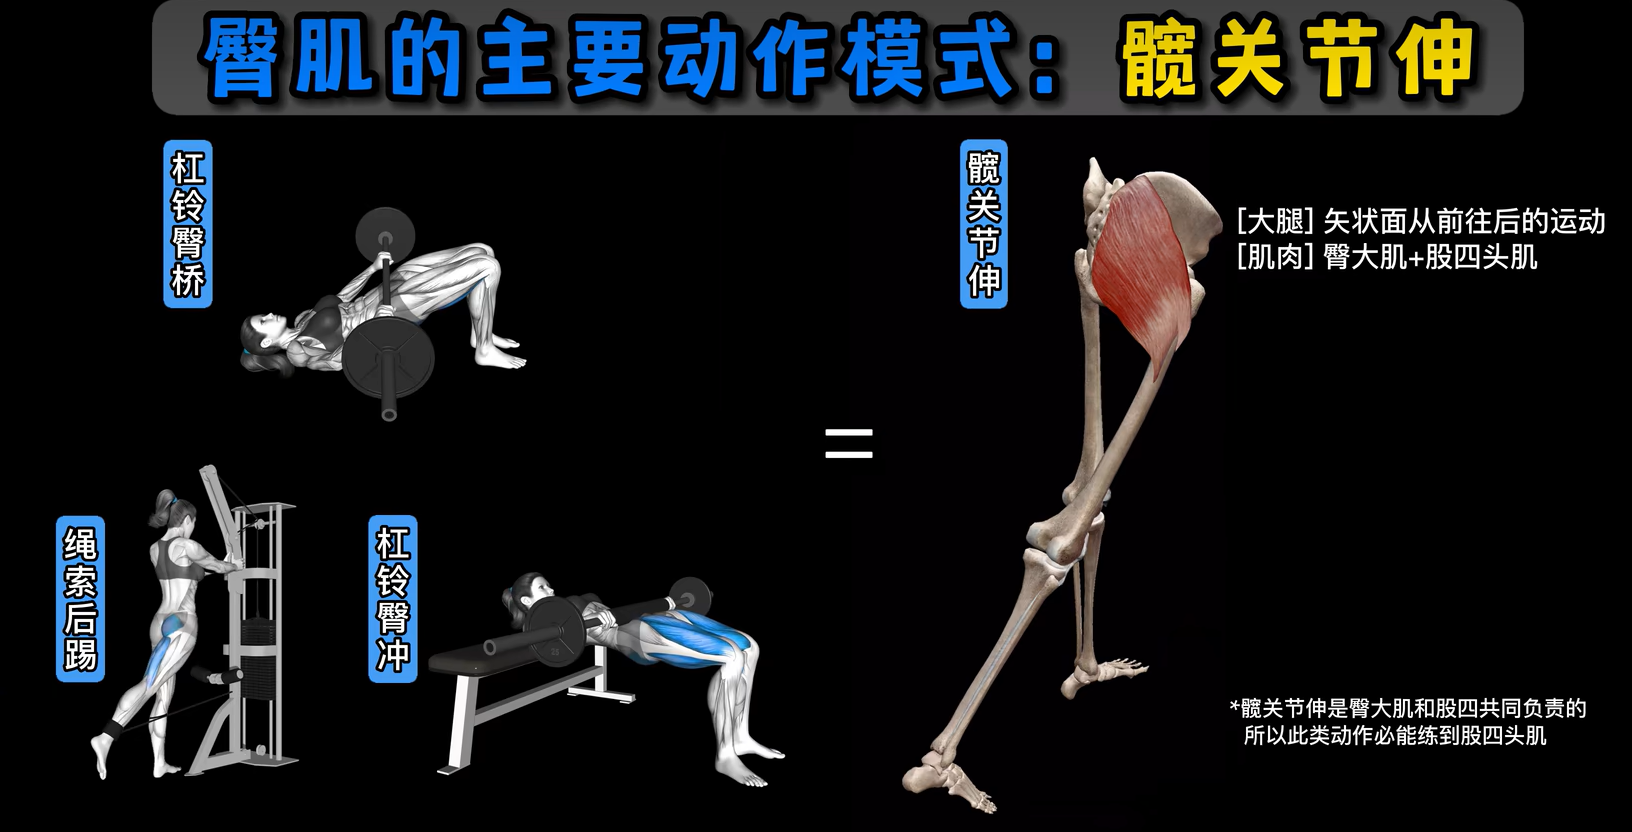 臀肌的主要动作模式：髋关节伸
杠铃臀桥
髋关节伸
[大腿] 矢状面从前往后的运动
[肌肉] 臀大肌+股四头肌
绳索后踢
杠铃臀冲
*髋关节伸是臀大肌和股四共同负责的
所以此类动作必能练到股四头肌